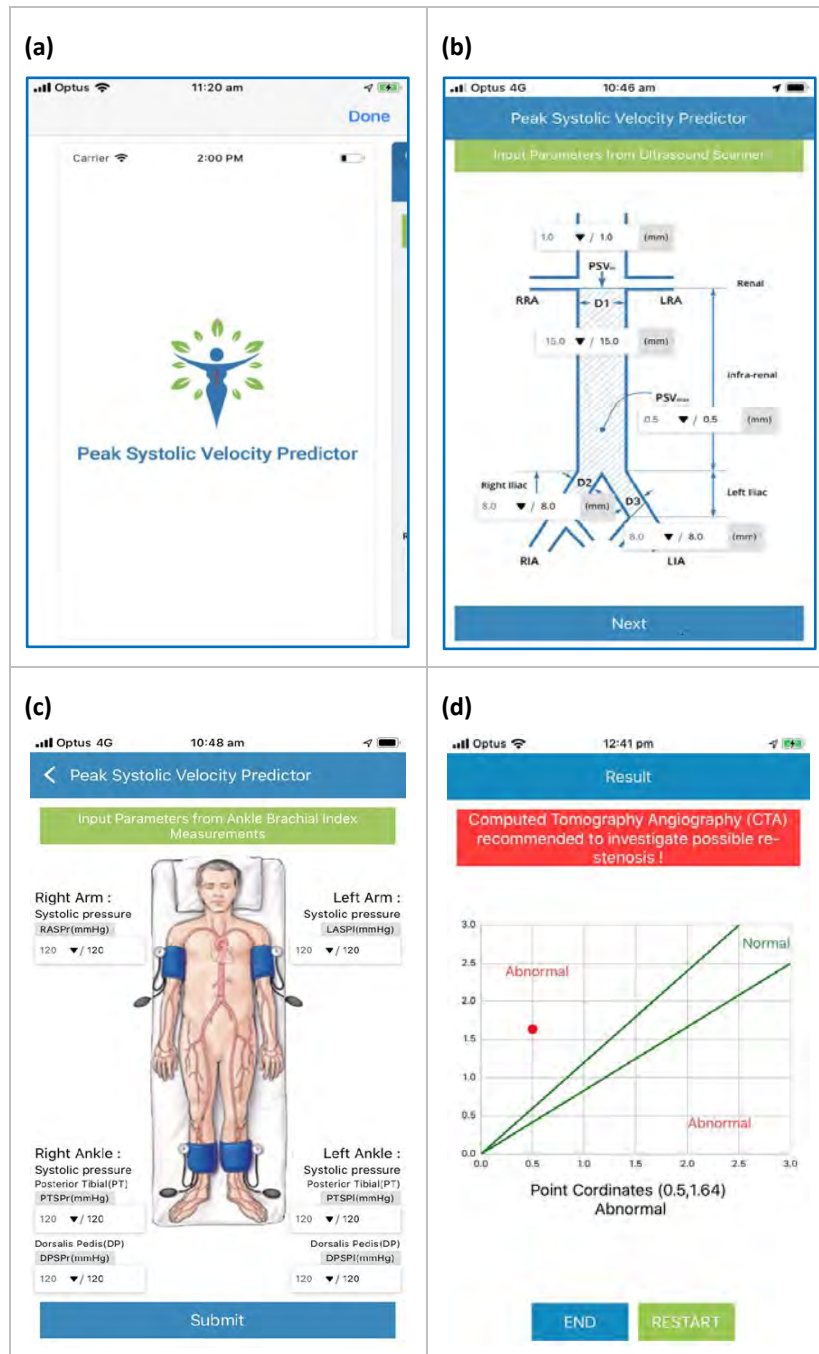 (a)
Optus
11:20 am
Done
Carrier
2:00 PM
Peak Systolic Velocity Predictor
(b)
Optus 4G
10:46 am
Peak Systolic Velocity Predictor
Input Parameters from Ultrasound Scanner
1.0 ▼ / 1.0 (mm)
PSVin
Renal
RRA
D1
LRA
15.0 ▼ / 15.0 (mm)
Infra-renal
PSVmax
0.5 ▼ / 0.5 (mm)
Right Iliac
D2
D3
Left Iliac
8.0 ▼ / 8.0 (mm)
8.0 ▼ / 8.0 (mm)
RIA
LIA
Next
(c)
Optus 4G
10:48 am
Peak Systolic Velocity Predictor
Input Parameters from Ankle Brachial Index
Measurements
Right Arm :
Systolic pressure
RASPr(mmHg)
120 ▼/ 120
Left Arm :
Systolic pressure
LASPl(mmHg)
120 ▼/ 120
Right Ankle :
Systolic pressure
Posterior Tibial(PT)
PTSPr(mmHg)
120 ▼/ 120
Dorsalis Pedis(DP)
DPSPr(mmHg)
120 ▼/ 120
Left Ankle :
Systolic pressure
Posterior Tibial(PT)
PTSPl(mmHg)
120 ▼/ 120
Dorsalis Pedis(DP)
DPSPl(mmHg)
120 ▼/ 120
Submit
(d)
Optus
12:41 pm
Result
Computed Tomography Angiography (CTA)
recommended to investigate possible re-
stenosis !
3.0
2.5
2.0
1.5
1.0
0.5
0.0
Normal
Abnormal
Abnormal
0.0 0.5 1.0 1.5 2.0 2.5 3.0
Point Cordinates (0.5,1.64)
Abnormal
END
RESTART